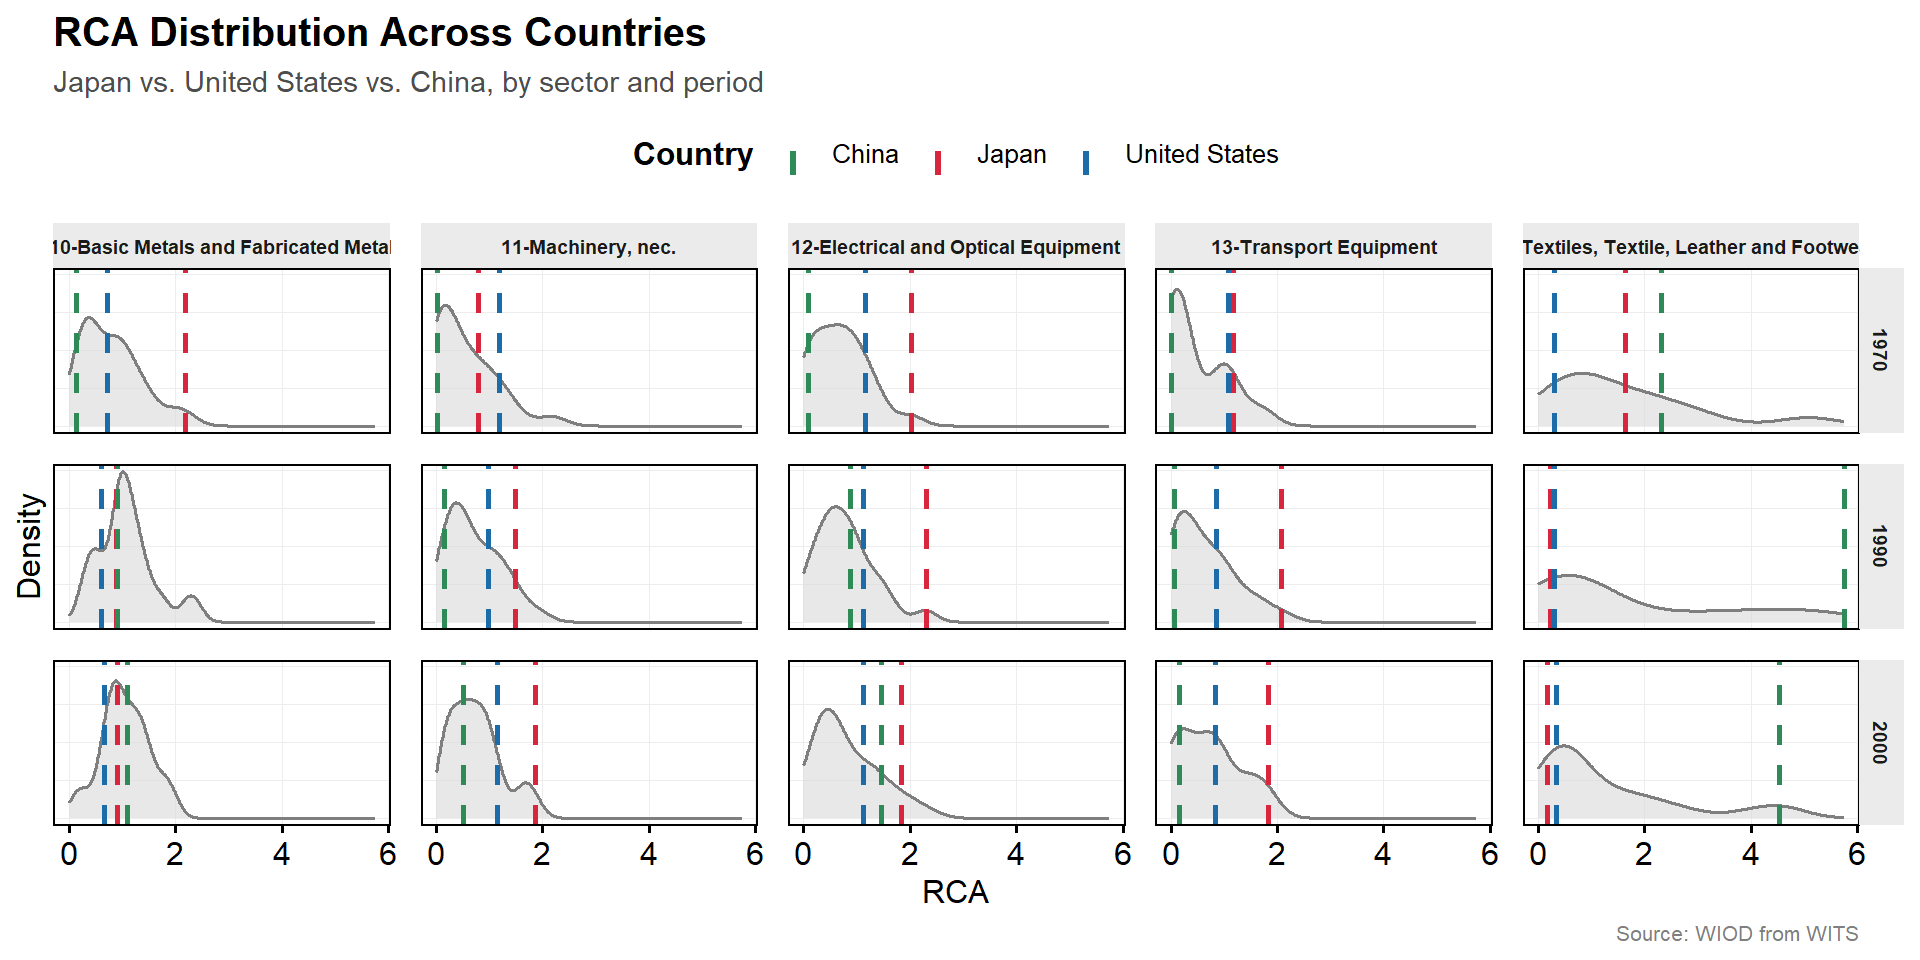 RCA Distribution Across Countries
Japan vs. United States vs. China, by sector and period
Country China Japan United States
10-Basic Metals and Fabricated Metal
11-Machinery, nec.
12-Electrical and Optical Equipment
13-Transport Equipment
Textiles, Textile, Leather and Footwe
1970
1990
2000
Density
0 2 4 6
0 2 4 6
0 2 4 6
0 2 4 6
0 2 4 6
RCA
Source: WIOD from WITS